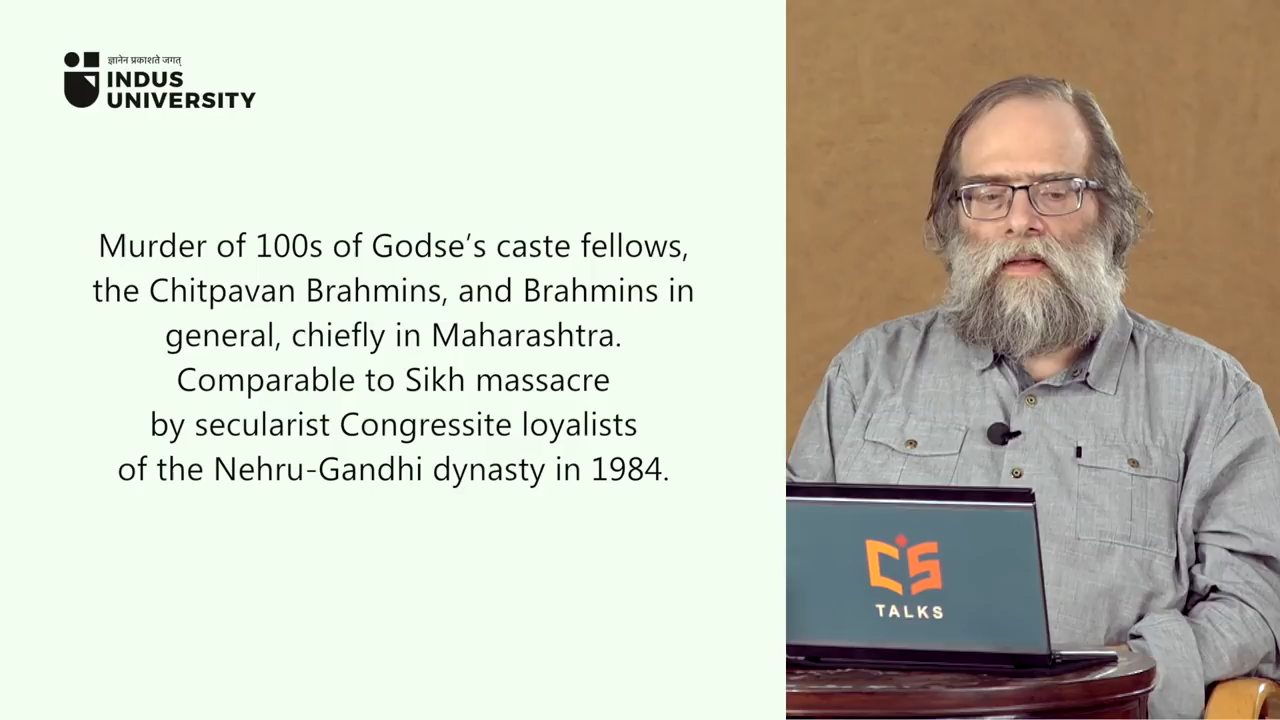 ज्ञानेन प्रकाशते जगत्
INDUS
UNIVERSITY
Murder of 100s of Godse’s caste fellows,
the Chitpavan Brahmins, and Brahmins in
general, chiefly in Maharashtra.
Comparable to Sikh massacre
by secularist Congressite loyalists
of the Nehru-Gandhi dynasty in 1984.
CIS
TALKS